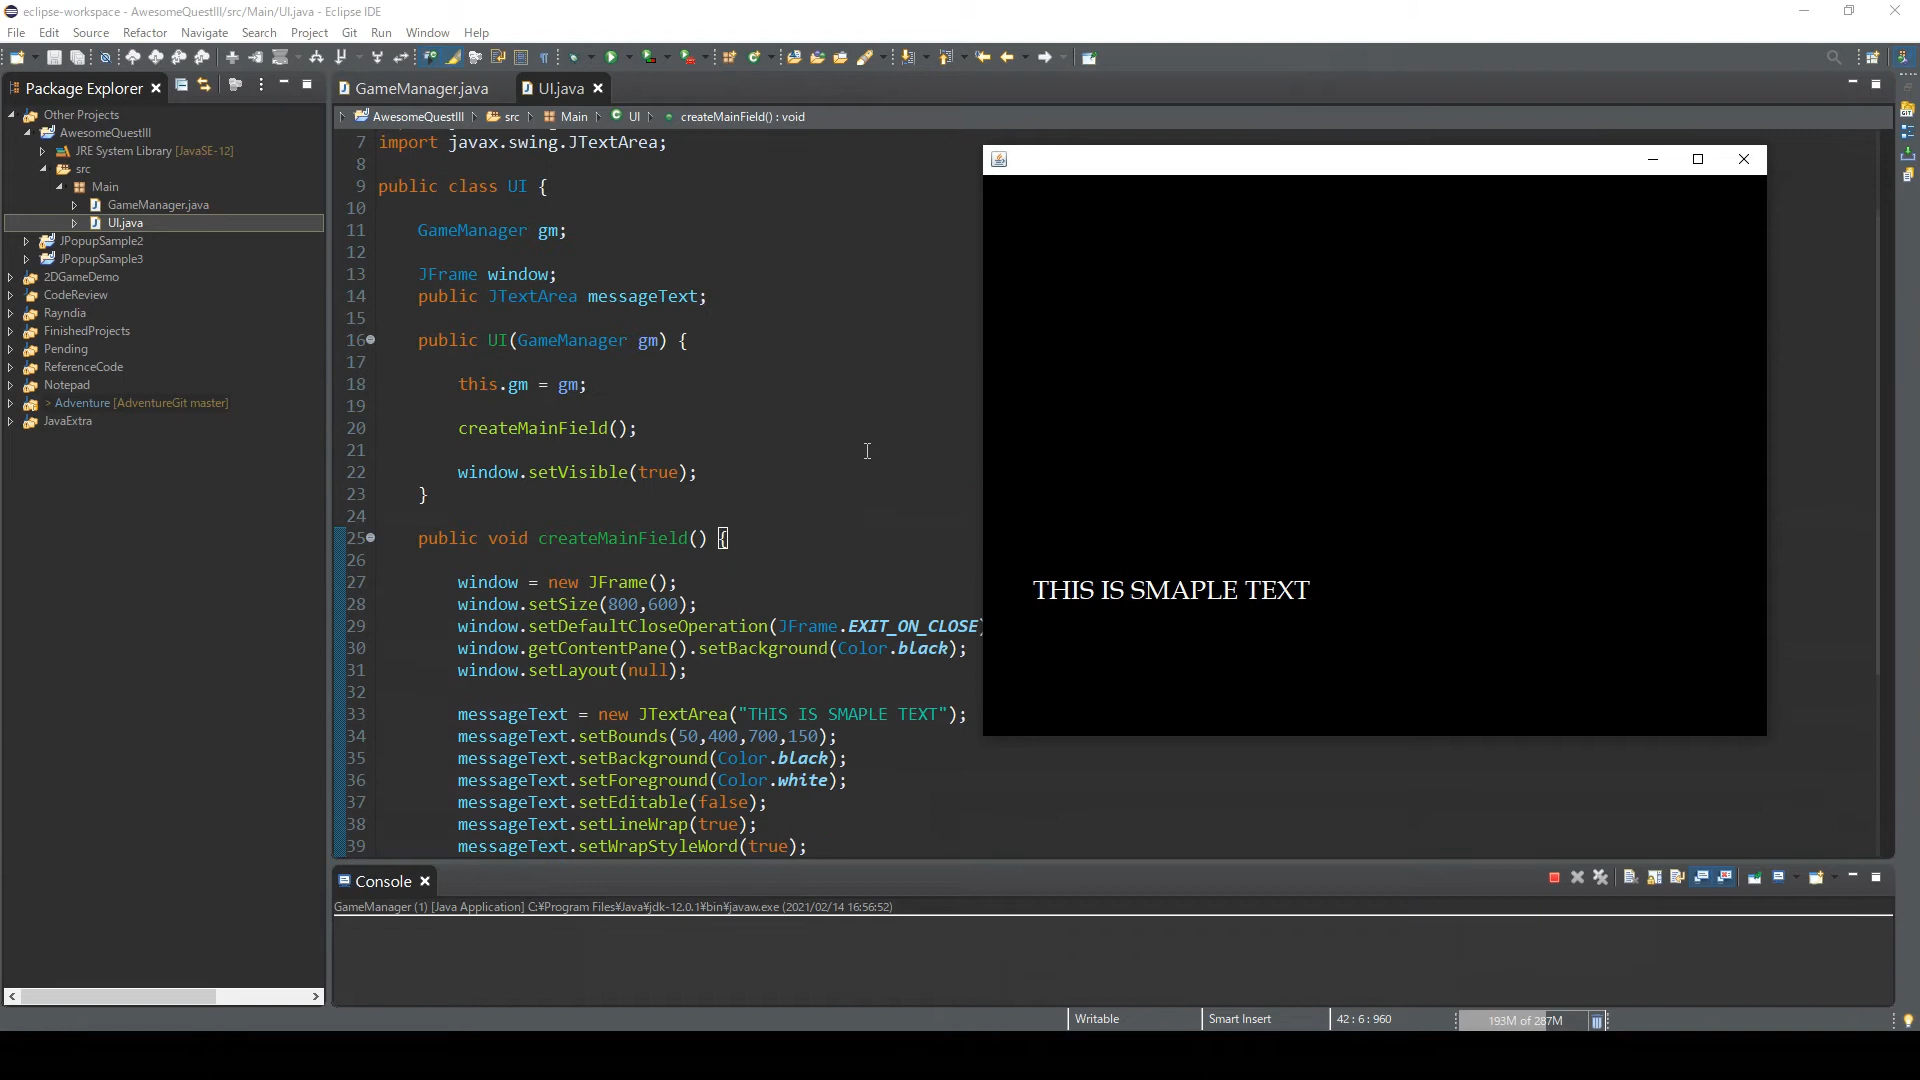 eclipse-workspace - AwesomeQuestIII/src/Main/UI.java - Eclipse IDE
File Edit Source Refactor Navigate Search Project Git Run Window Help
Package Explorer
GameManager.java
UI.java
AwesomeQuestIII src Main UI createMainField() : void
Other Projects
AwesomeQuestIII
JRE System Library [JavaSE-12]
src
Main
GameManager.java
UI.java
JPopupSample2
JPopupSample3
2DGameDemo
CodeReview
Rayndia
FinishedProjects
Pending
ReferenceCode
Notepad
> Adventure [AdventureGit master]
JavaExtra
7 import javax.swing.JTextArea;
8
9 public class UI {
10
11 GameManager gm;
12
13 JFrame window;
14 public JTextArea messageText;
15
16 public UI(GameManager gm) {
17
18 this.gm = gm;
19
20 createMainField();
21
22 window.setVisible(true);
23 }
24
25 public void createMainField() {
26
27 window = new JFrame();
28 window.setSize(800,600);
29 window.setDefaultCloseOperation(JFrame.EXIT_ON_CLOSE)
30 window.getContentPane().setBackground(Color.black);
31 window.setLayout(null);
32
33 messageText = new JTextArea("THIS IS SMAPLE TEXT");
34 messageText.setBounds(50,400,700,150);
35 messageText.setBackground(Color.black);
36 messageText.setForeground(Color.white);
37 messageText.setEditable(false);
38 messageText.setLineWrap(true);
39 messageText.setWrapStyleWord(true);
THIS IS SMAPLE TEXT
Console
GameManager (1) [Java Application] C:¥Program Files¥Java¥jdk-12.0.1¥bin¥javaw.exe (2021/02/14 16:56:52)
Writable
Smart Insert
42 : 6 : 960
193M of 287M